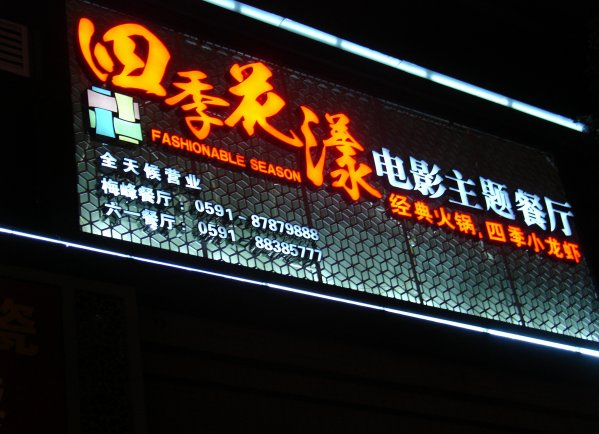 四季花漾
FASHIONABLE SEASON
电影主题餐厅
经典火锅,四季小龙虾
全天候营业
梅峰餐厅: 0591 - 87879888
六一餐厅: 0591 - 88385777